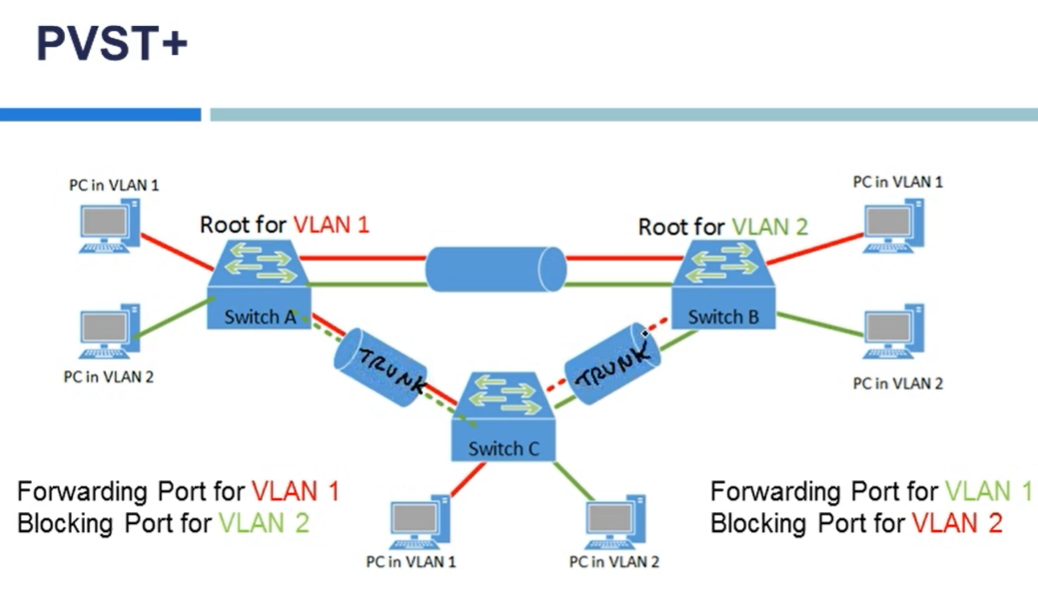 PVST+
PC in VLAN 1
PC in VLAN 1
Root for VLAN 1
Root for VLAN 2
Switch A
Switch B
PC in VLAN 2
PC in VLAN 2
TRUNK
TRUNK
Switch C
Forwarding Port for VLAN 1
Blocking Port for VLAN 2
Forwarding Port for VLAN 1
Blocking Port for VLAN 2
PC in VLAN 1
PC in VLAN 2